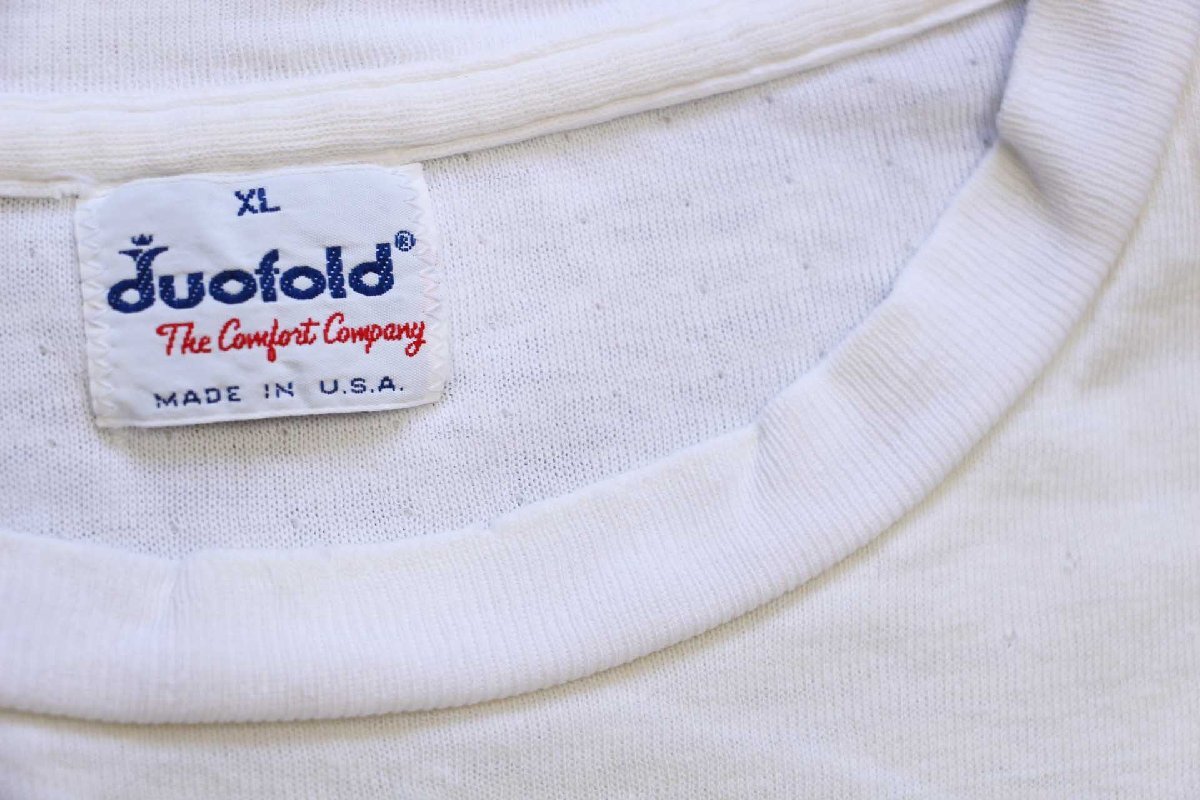 XL
duofold®
The Comfort Company
MADE IN U.S.A.